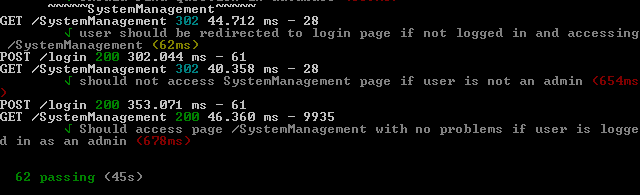 ~~~~~~SystemManagement~~~~~~
GET /SystemManagement 302 44.712 ms - 28
√ user should be redirected to login page if not logged in and accessing
/SystemManagement (62ms)
POST /login 200 302.044 ms - 61
GET /SystemManagement 302 40.358 ms - 28
√ should not access SystemManagement page if user is not an admin (654ms
)
POST /login 200 353.071 ms - 61
GET /SystemManagement 200 46.360 ms - 9935
√ Should access page /SystemManagement with no problems if user is logge
d in as an admin (678ms)
62 passing (45s)